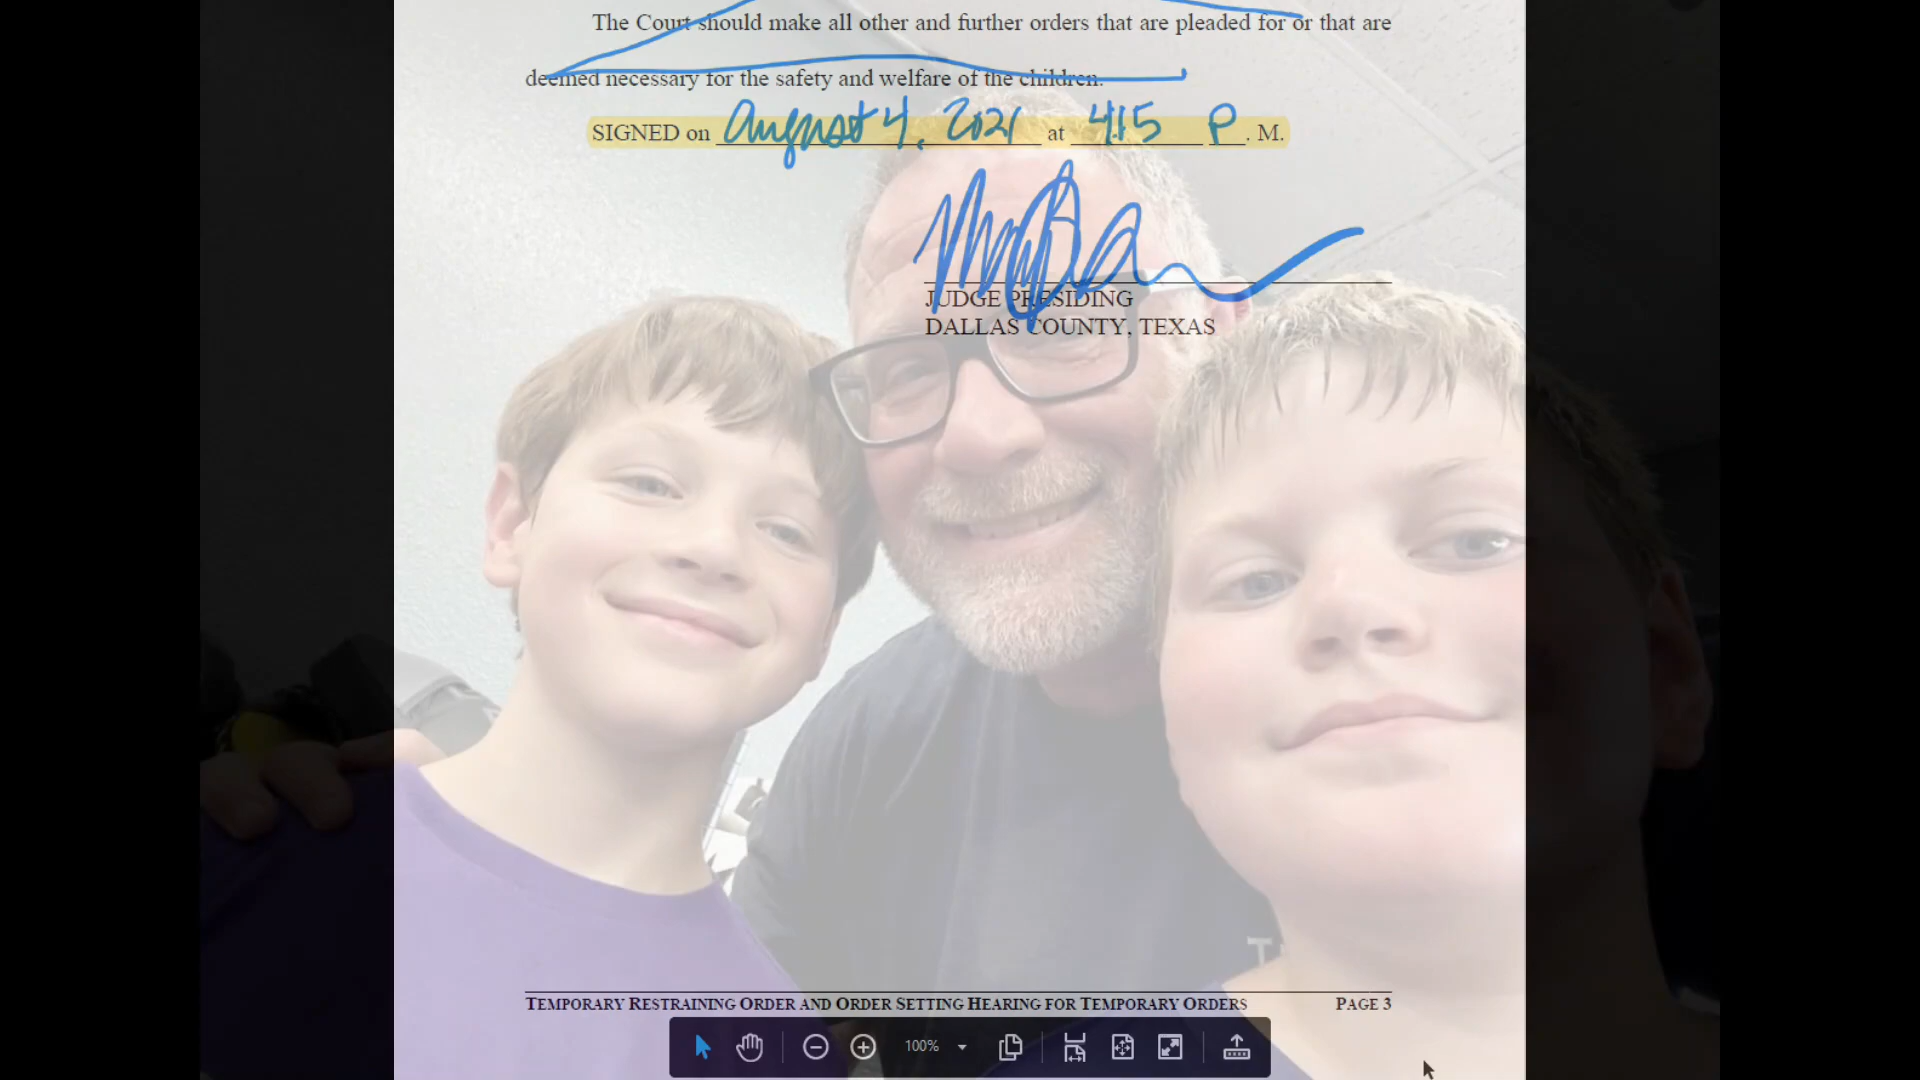 The Court should make all other and further orders that are pleaded for or that are
deemed necessary for the safety and welfare of the children.
SIGNED on August 4, 2021 at 4:15 P. M.
JUDGE PRESIDING
DALLAS COUNTY, TEXAS
TEMPORARY RESTRAINING ORDER AND ORDER SETTING HEARING FOR TEMPORARY ORDERS PAGE 3
100%